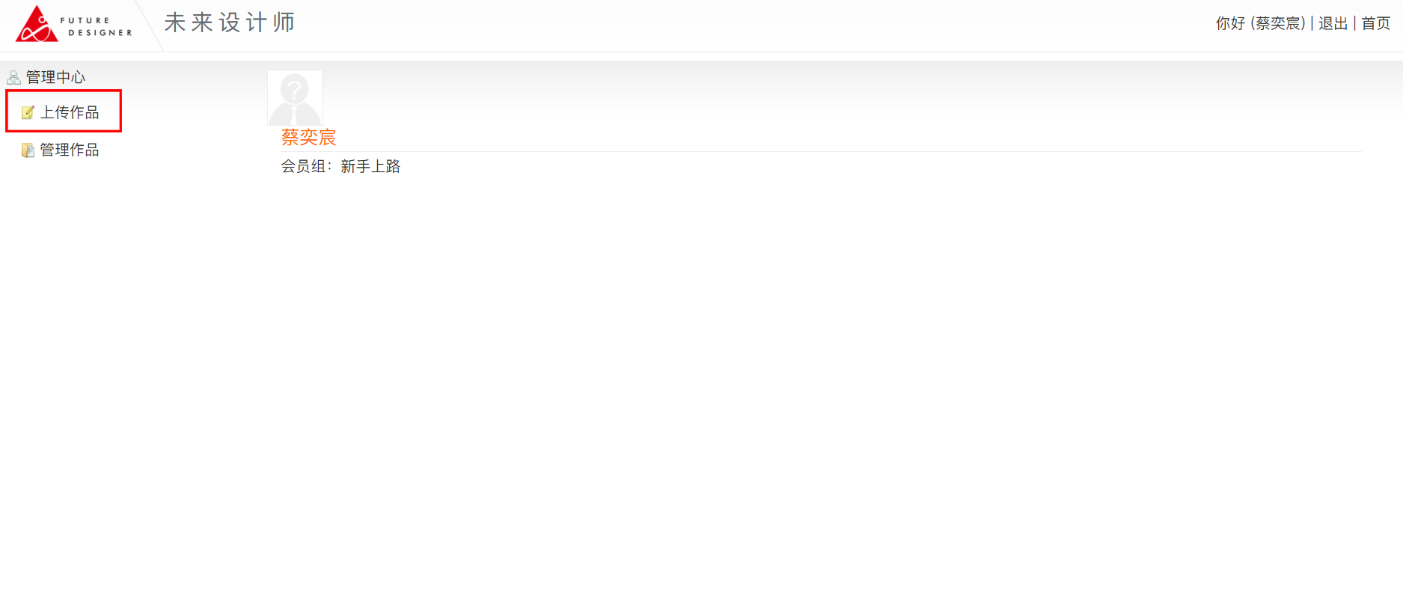 FUTURE
DESIGNER
未来设计师
你好 (蔡奕宸) | 退出 | 首页
管理中心
上传作品
管理作品
蔡奕宸
会员组：新手上路